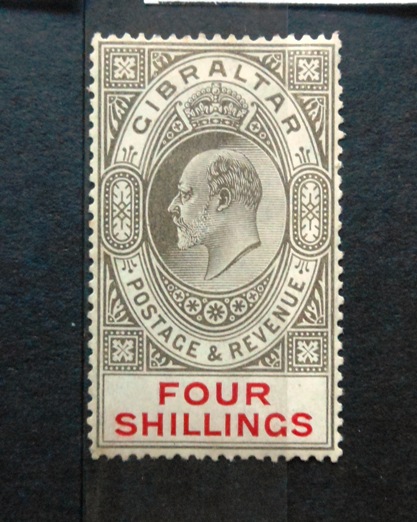 GIBRALTAR
POSTAGE & REVENUE
FOUR
SHILLINGS